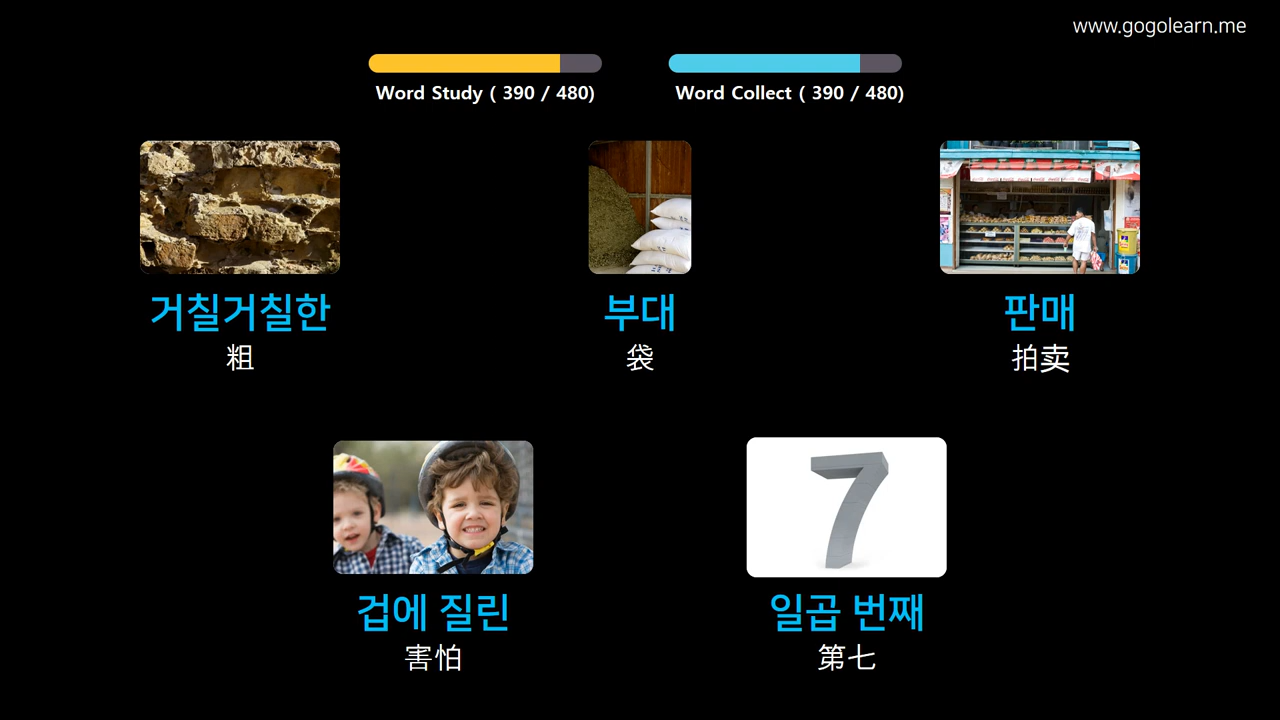 www.gogolearn.me
Word Study ( 390 / 480)
Word Collect ( 390 / 480)
거칠거칠한
粗
부대
袋
판매
拍卖
겁에 질린
害怕
일곱 번째
第七